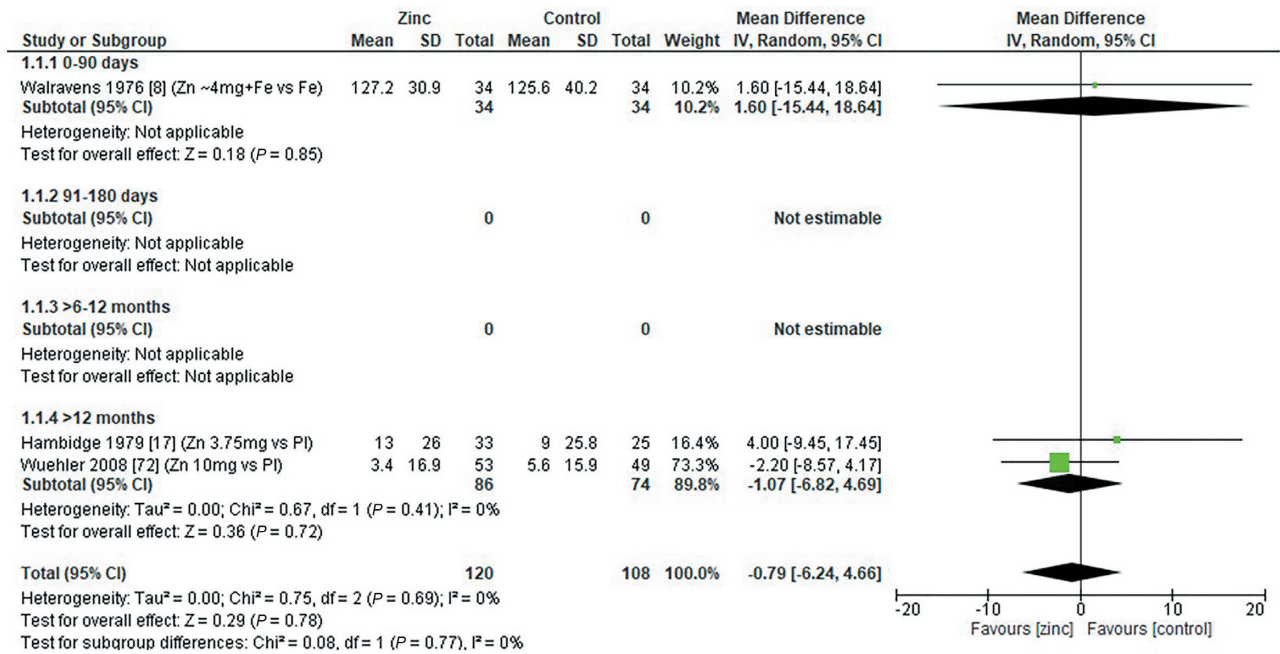 Zinc Control Mean Difference Mean Difference
Study or Subgroup Mean SD Total Mean SD Total Weight IV, Random, 95% CI IV, Random, 95% CI
1.1.1 0-90 days
Walravens 1976 [8] (Zn ~4mg+Fe vs Fe) 127.2 30.9 34 125.6 40.2 34 10.2% 1.60 [-15.44, 18.64]
Subtotal (95% CI) 34 34 10.2% 1.60 [-15.44, 18.64]
Heterogeneity: Not applicable
Test for overall effect: Z = 0.18 (P = 0.85)
1.1.2 91-180 days
Subtotal (95% CI) 0 0 Not estimable
Heterogeneity: Not applicable
Test for overall effect: Not applicable
1.1.3 >6-12 months
Subtotal (95% CI) 0 0 Not estimable
Heterogeneity: Not applicable
Test for overall effect: Not applicable
1.1.4 >12 months
Hambidge 1979 [17] (Zn 3.75mg vs Pl) 13 26 33 9 25.8 25 16.4% 4.00 [-9.45, 17.45]
Wuehler 2008 [72] (Zn 10mg vs Pl) 3.4 16.9 53 5.6 15.9 49 73.3% -2.20 [-8.57, 4.17]
Subtotal (95% CI) 86 74 89.8% -1.07 [-6.82, 4.69]
Heterogeneity: Tau² = 0.00; Chi² = 0.67, df = 1 (P = 0.41); I² = 0%
Test for overall effect: Z = 0.36 (P = 0.72)
Total (95% CI) 120 108 100.0% -0.79 [-6.24, 4.66]
Heterogeneity: Tau² = 0.00; Chi² = 0.75, df = 2 (P = 0.69); I² = 0%
Test for overall effect: Z = 0.29 (P = 0.78)
Test for subgroup differences: Chi² = 0.08, df = 1 (P = 0.77), I² = 0%
-20 -10 0 10 20
Favours [zinc] Favours [control]